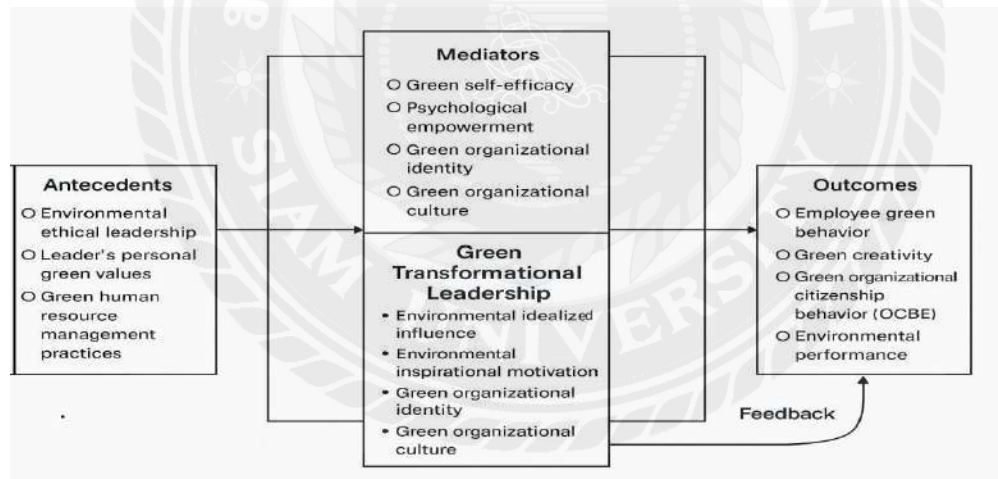 Mediators
O Green self-efficacy
O Psychological
empowerment
O Green organizational
identity
O Green organizational
culture
Antecedents
O Environmental
ethical leadership
O Leader's personal
green values
O Green human
resource
management
practices
Green
Transformational
Leadership
• Environmental idealized
influence
• Environmental
inspirational motivation
• Green organizational
identity
• Green organizational
culture
Outcomes
O Employee green
behavior
O Green creativity
O Green organizational
citizenship
behavior (OCBE)
O Environmental
performance
Feedback
SIAM UNIVERSITY